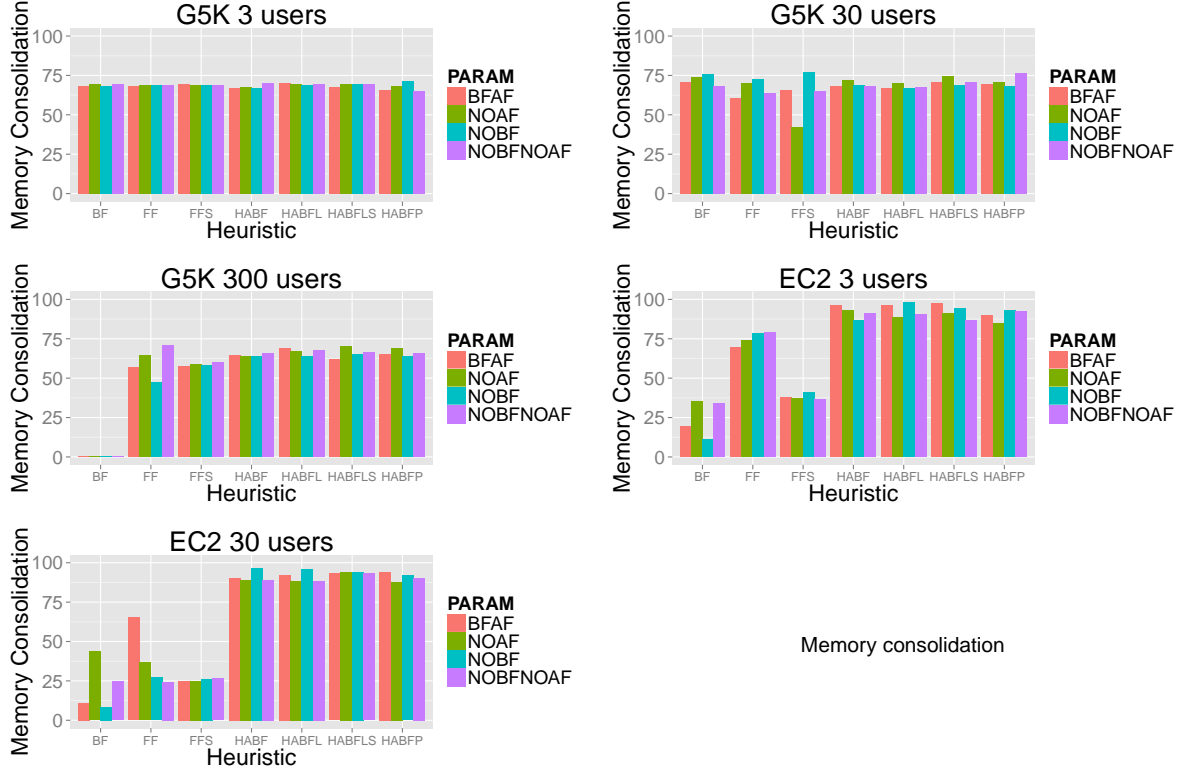 G5K 3 users
Memory Consolidation
100
75
50
25
0
BF FF FFS HABF HABFL HABFLS HABFP
Heuristic
PARAM
BFAF
NOAF
NOBF
NOBFNOAF
G5K 30 users
Memory Consolidation
100
75
50
25
0
BF FF FFS HABF HABFL HABFLS HABFP
Heuristic
PARAM
BFAF
NOAF
NOBF
NOBFNOAF
G5K 300 users
Memory Consolidation
100
75
50
25
0
BF FF FFS HABF HABFL HABFLS HABFP
Heuristic
PARAM
BFAF
NOAF
NOBF
NOBFNOAF
EC2 3 users
Memory Consolidation
100
75
50
25
0
BF FF FFS HABF HABFL HABFLS HABFP
Heuristic
PARAM
BFAF
NOAF
NOBF
NOBFNOAF
EC2 30 users
Memory Consolidation
100
75
50
25
0
BF FF FFS HABF HABFL HABFLS HABFP
Heuristic
PARAM
BFAF
NOAF
NOBF
NOBFNOAF
Memory consolidation